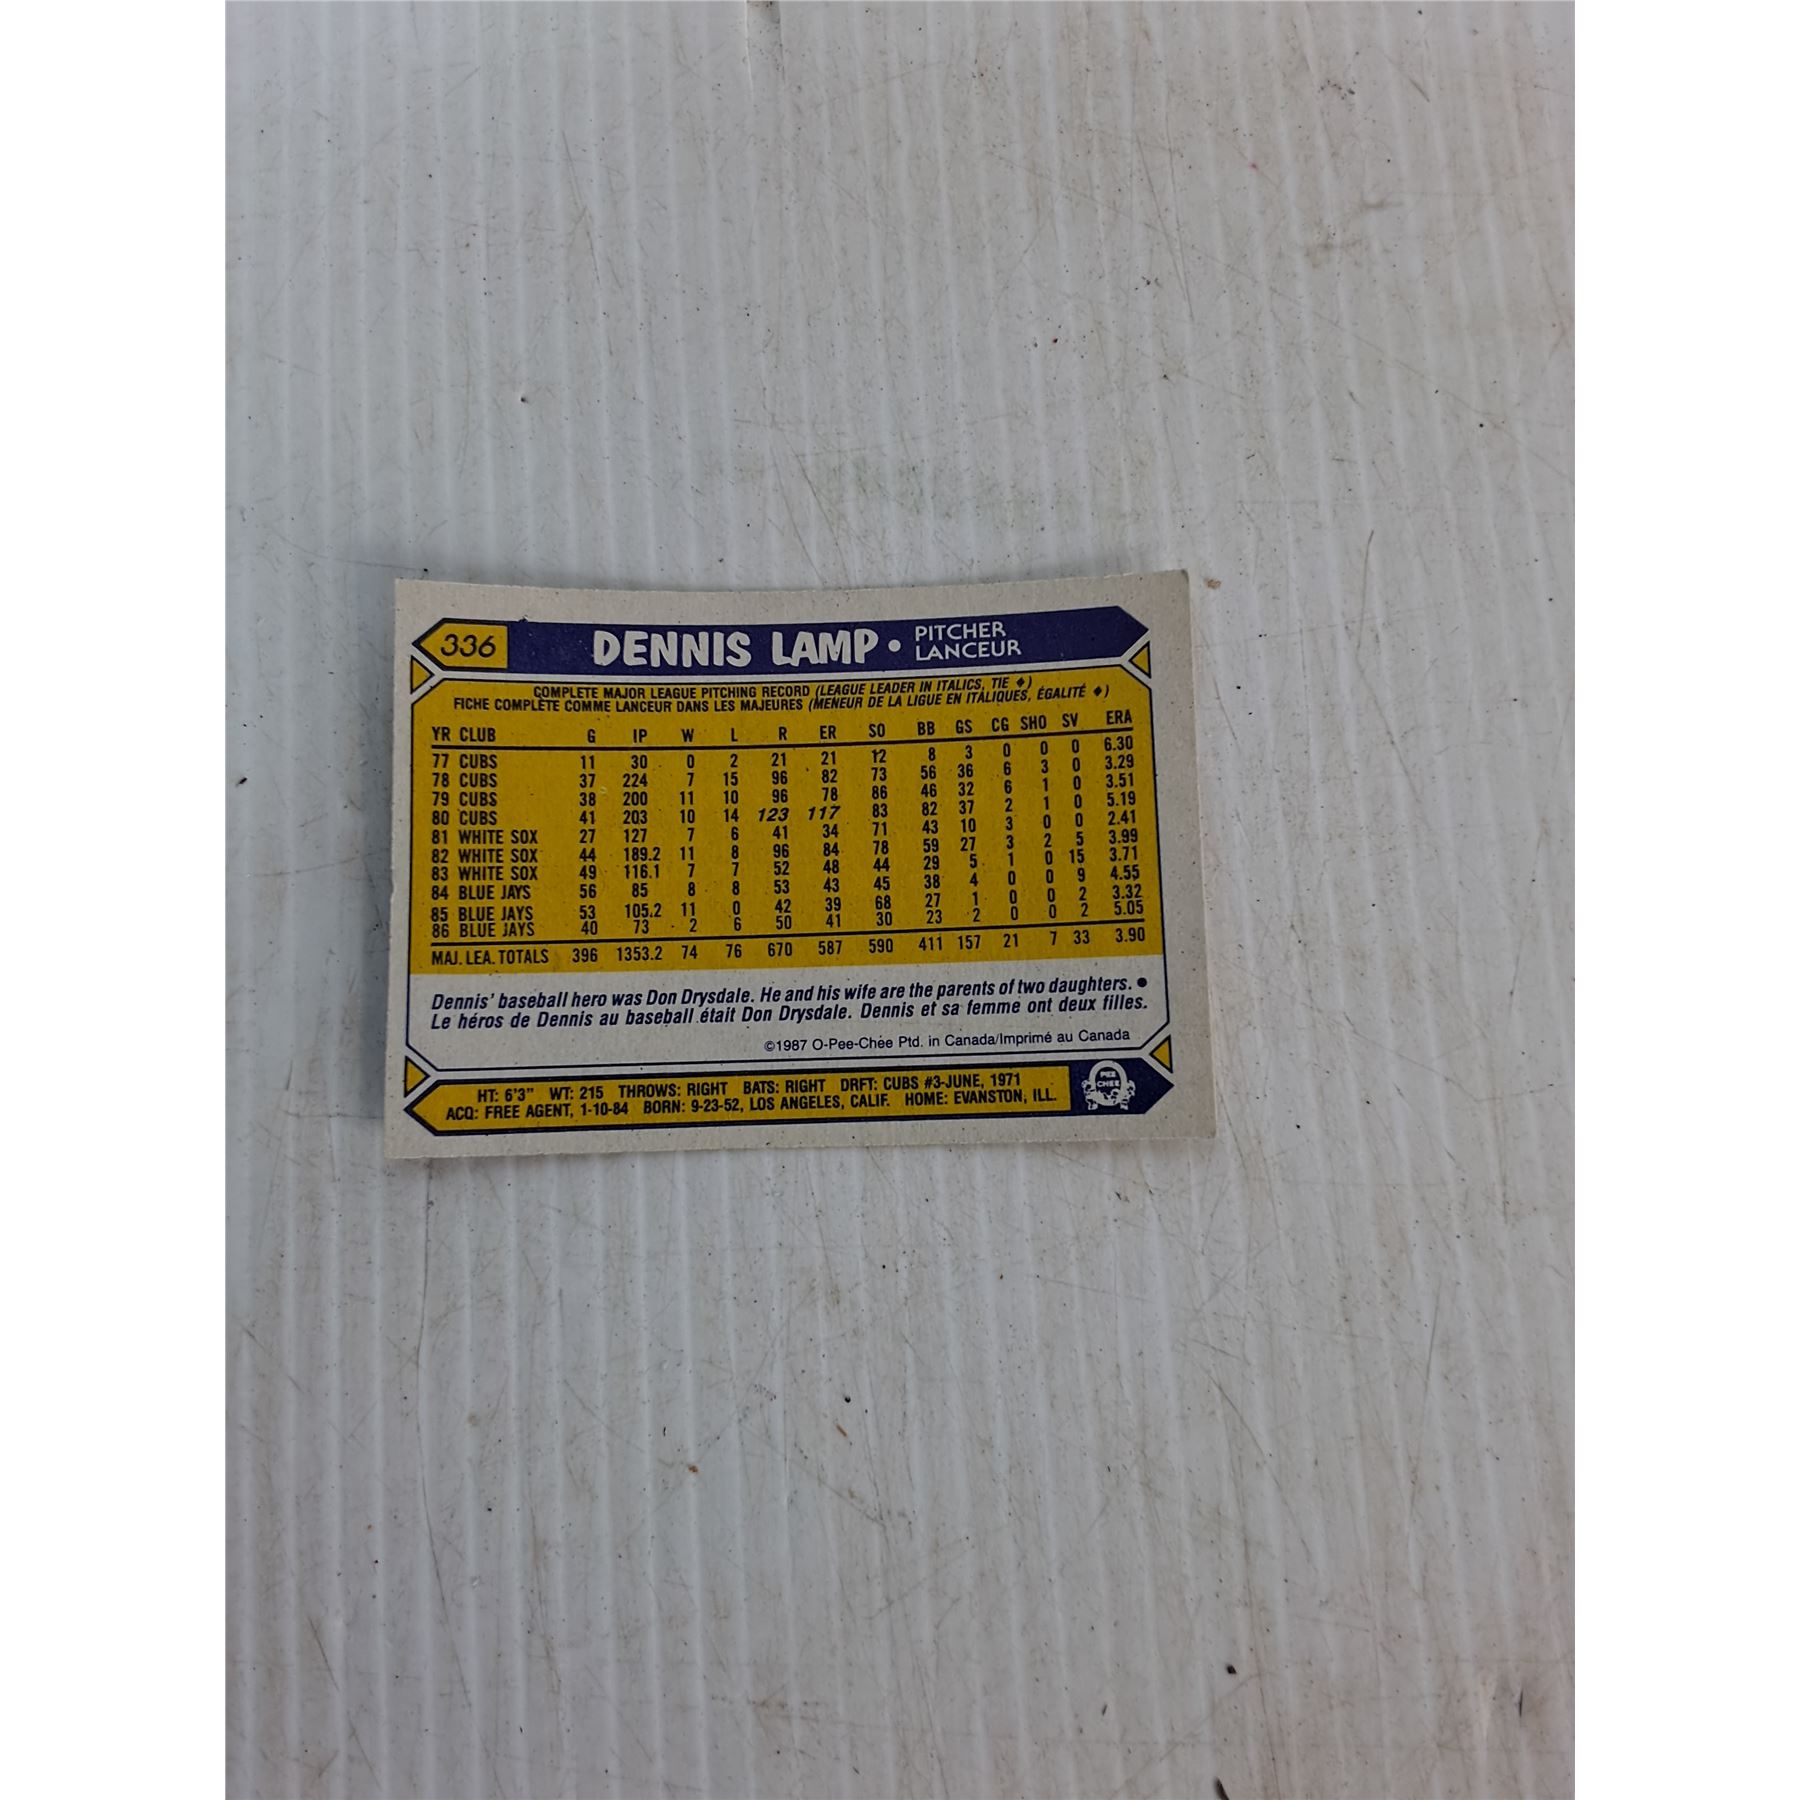 336 DENNIS LAMP • PITCHER
LANCEUR
COMPLETE MAJOR LEAGUE PITCHING RECORD (LEAGUE LEADER IN ITALICS, TIE ♦)
FICHE COMPLÈTE COMME LANCEUR DANS LES MAJEURES (MENEUR DE LA LIGUE EN ITALIQUES, ÉGALITÉ ♦)
YR CLUB G IP W L R ER SO BB GS CG SHO SV ERA
77 CUBS 11 30 0 2 21 21 12 8 3 0 0 0 6.30
78 CUBS 37 224 7 15 96 82 73 56 36 6 3 0 3.29
79 CUBS 38 200 11 10 96 78 86 46 32 6 1 0 3.51
80 CUBS 41 203 10 14 123 117 83 82 37 2 1 0 5.19
81 WHITE SOX 27 127 7 6 41 34 71 43 10 3 0 0 2.41
82 WHITE SOX 44 189.2 11 8 96 84 78 59 27 3 2 5 3.99
83 WHITE SOX 49 116.1 7 7 52 48 44 29 5 1 0 15 3.71
84 BLUE JAYS 56 85 8 8 53 43 45 38 4 0 0 9 4.55
85 BLUE JAYS 53 105.2 11 0 42 39 68 27 1 0 0 2 3.32
86 BLUE JAYS 40 73 2 6 50 41 30 23 2 0 0 2 5.05
MAJ. LEA. TOTALS 396 1353.2 74 76 670 587 590 411 157 21 7 33 3.90
Dennis' baseball hero was Don Drysdale. He and his wife are the parents of two daughters. •
Le héros de Dennis au baseball était Don Drysdale. Dennis et sa femme ont deux filles.
©1987 O-Pee-Chee Ptd. in Canada/Imprimé au Canada
HT: 6'3" WT: 215 THROWS: RIGHT BATS: RIGHT DRFT: CUBS #3-JUNE, 1971
ACQ: FREE AGENT, 1-10-84 BORN: 9-23-52, LOS ANGELES, CALIF. HOME: EVANSTON, ILL.
PEE
CHEE